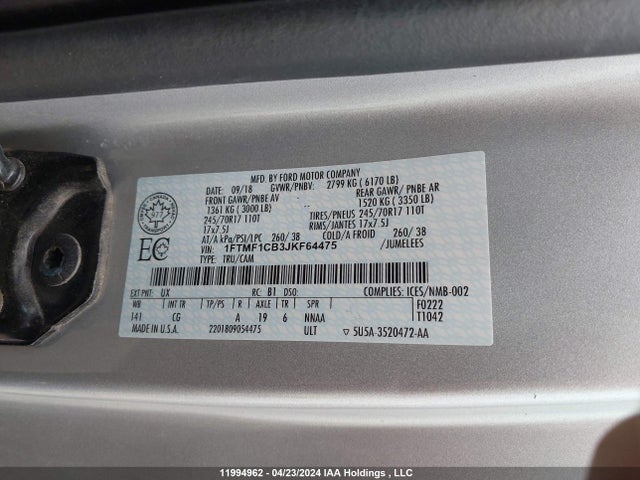 MFD. BY FORD MOTOR COMPANY
DATE: 09/18 GVWR/PNBV: 2799 KG ( 6170 LB)
FRONT GAWR/PNBE AV REAR GAWR/ PNBE AR
1361 KG ( 3000 LB) 1520 KG ( 3350 LB)
245/70R17 110T TIRES/PNEUS 245/70R17 110T
17x7.5J RIMS/JANTES 17x7.5J
AT/A kPa/PSI/LPC 260/ 38 COLD/A FROID 260/ 38
VIN: 1FTMF1CB3JKF64475 /JUMELEES
TYPE: TRU/CAM
EXT PNT: UX RC: B1 DSO: COMPLIES: ICES/NMB-002
WB INT TR TP/PS R AXLE TR SPR F0222
141 CG A 19 6 NNAA T1042
MADE IN U.S.A. 2201809054475 ULT ▽ 5U5A-3520472-AA
EC
11994962 - 04/23/2024 IAA Holdings , LLC